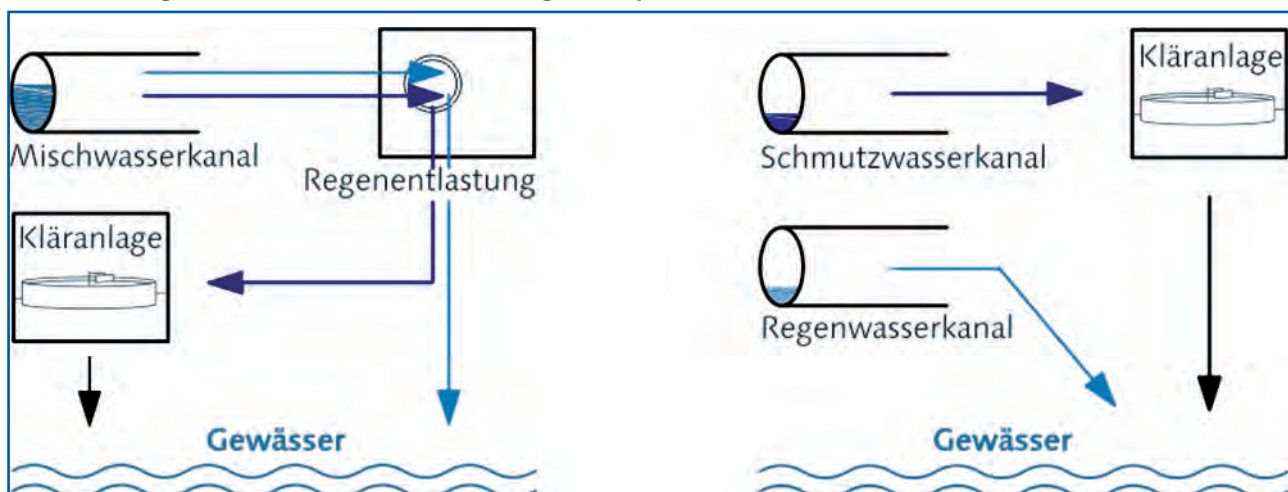 Mischwasserkanal
Regenentlastung
Kläranlage
Gewässer
Schmutzwasserkanal
Kläranlage
Regenwasserkanal
Gewässer